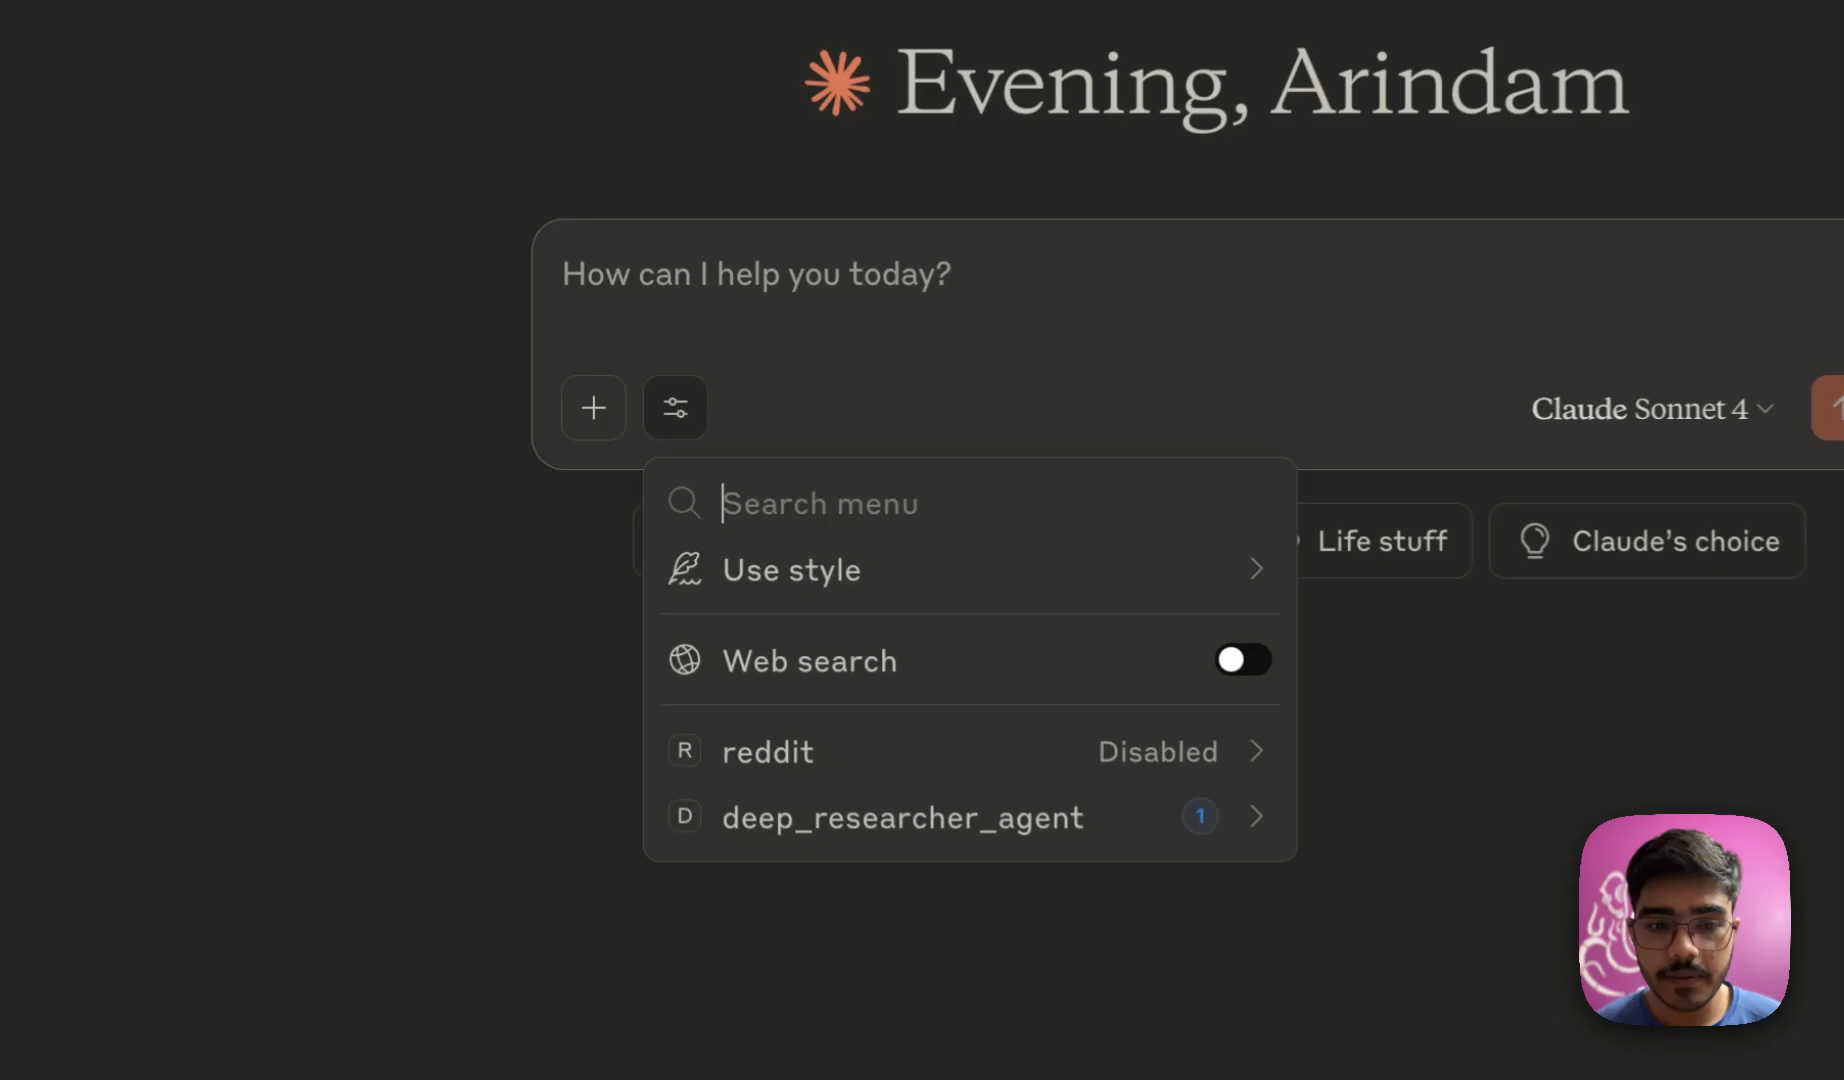 Evening, Arindam
How can I help you today?
Claude Sonnet 4
Search menu
Use style
Life stuff
Claude's choice
Web search
R reddit Disabled
D deep_researcher_agent 1